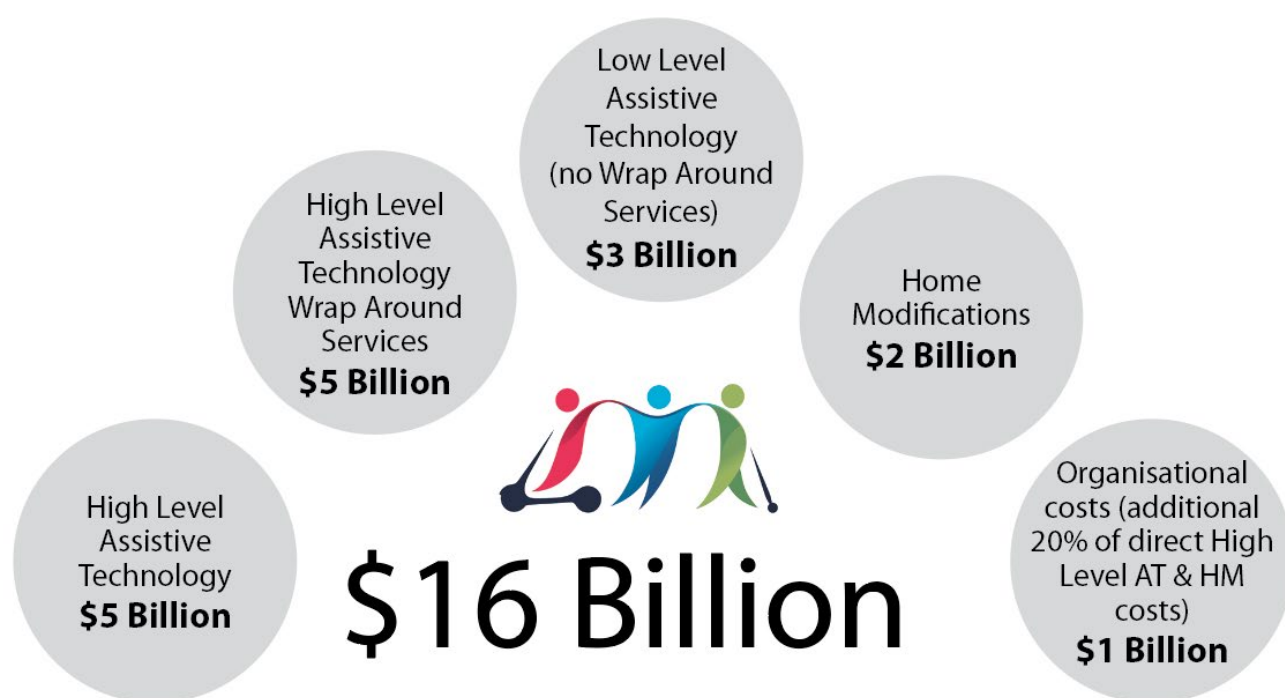 High Level
Assistive
Technology
$5 Billion
High Level
Assistive
Technology
Wrap Around
Services
$5 Billion
Low Level
Assistive
Technology
(no Wrap Around
Services)
$3 Billion
Home
Modifications
$2 Billion
Organisational
costs (additional
20% of direct High
Level AT & HM
costs)
$1 Billion
$16 Billion